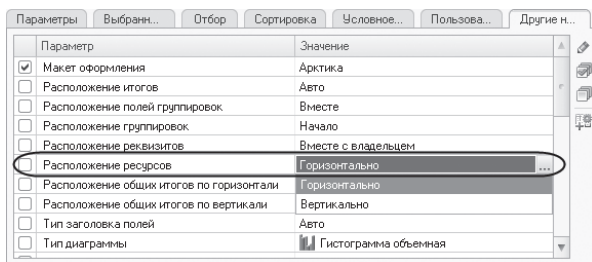 Параметры Выбранн... Отбор Сортировка Условное... Пользова... Другие н...
Параметр Значение
Макет оформления Арктика
Расположение итогов Авто
Расположение полей группировок Вместе
Расположение группировок Начало
Расположение реквизитов Вместе с владельцем
Расположение ресурсов Горизонтально ...
Расположение общих итогов по горизонтали Горизонтально
Расположение общих итогов по вертикали Вертикально
Тип заголовка полей Авто
Тип диаграммы Гистограмма объемная